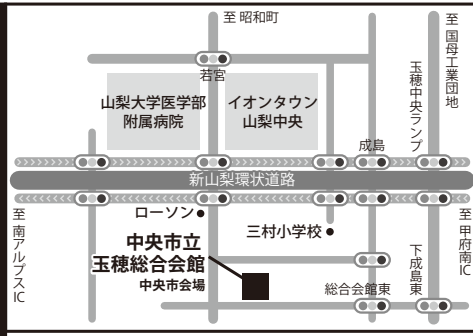 至 昭和町
至 国母工業団地
玉穂中央ランプ
若宮
山梨大学医学部
附属病院
イオンタウン
山梨中央
成島
新山梨環状道路
至 南アルプスIC
ローソン
三村小学校
至 甲府南IC
中央市立
玉穂総合会館
中央市会場
下成島東
総合会館東